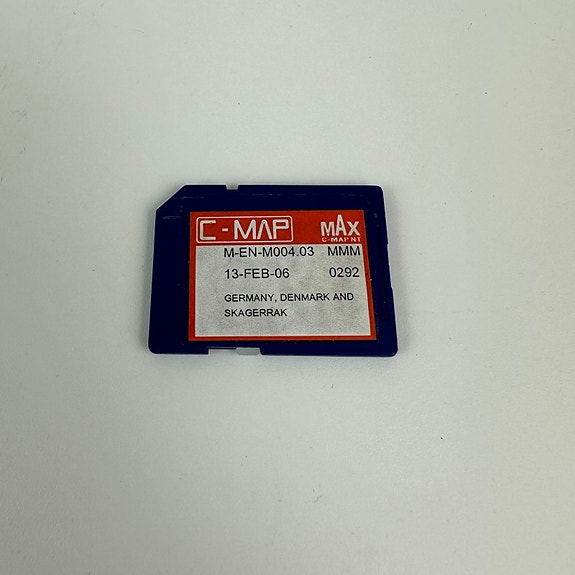 C-MAP MAX
C-MAP NT
M-EN-M004.03 MMM
13-FEB-06 0292
GERMANY, DENMARK AND
SKAGERRAK